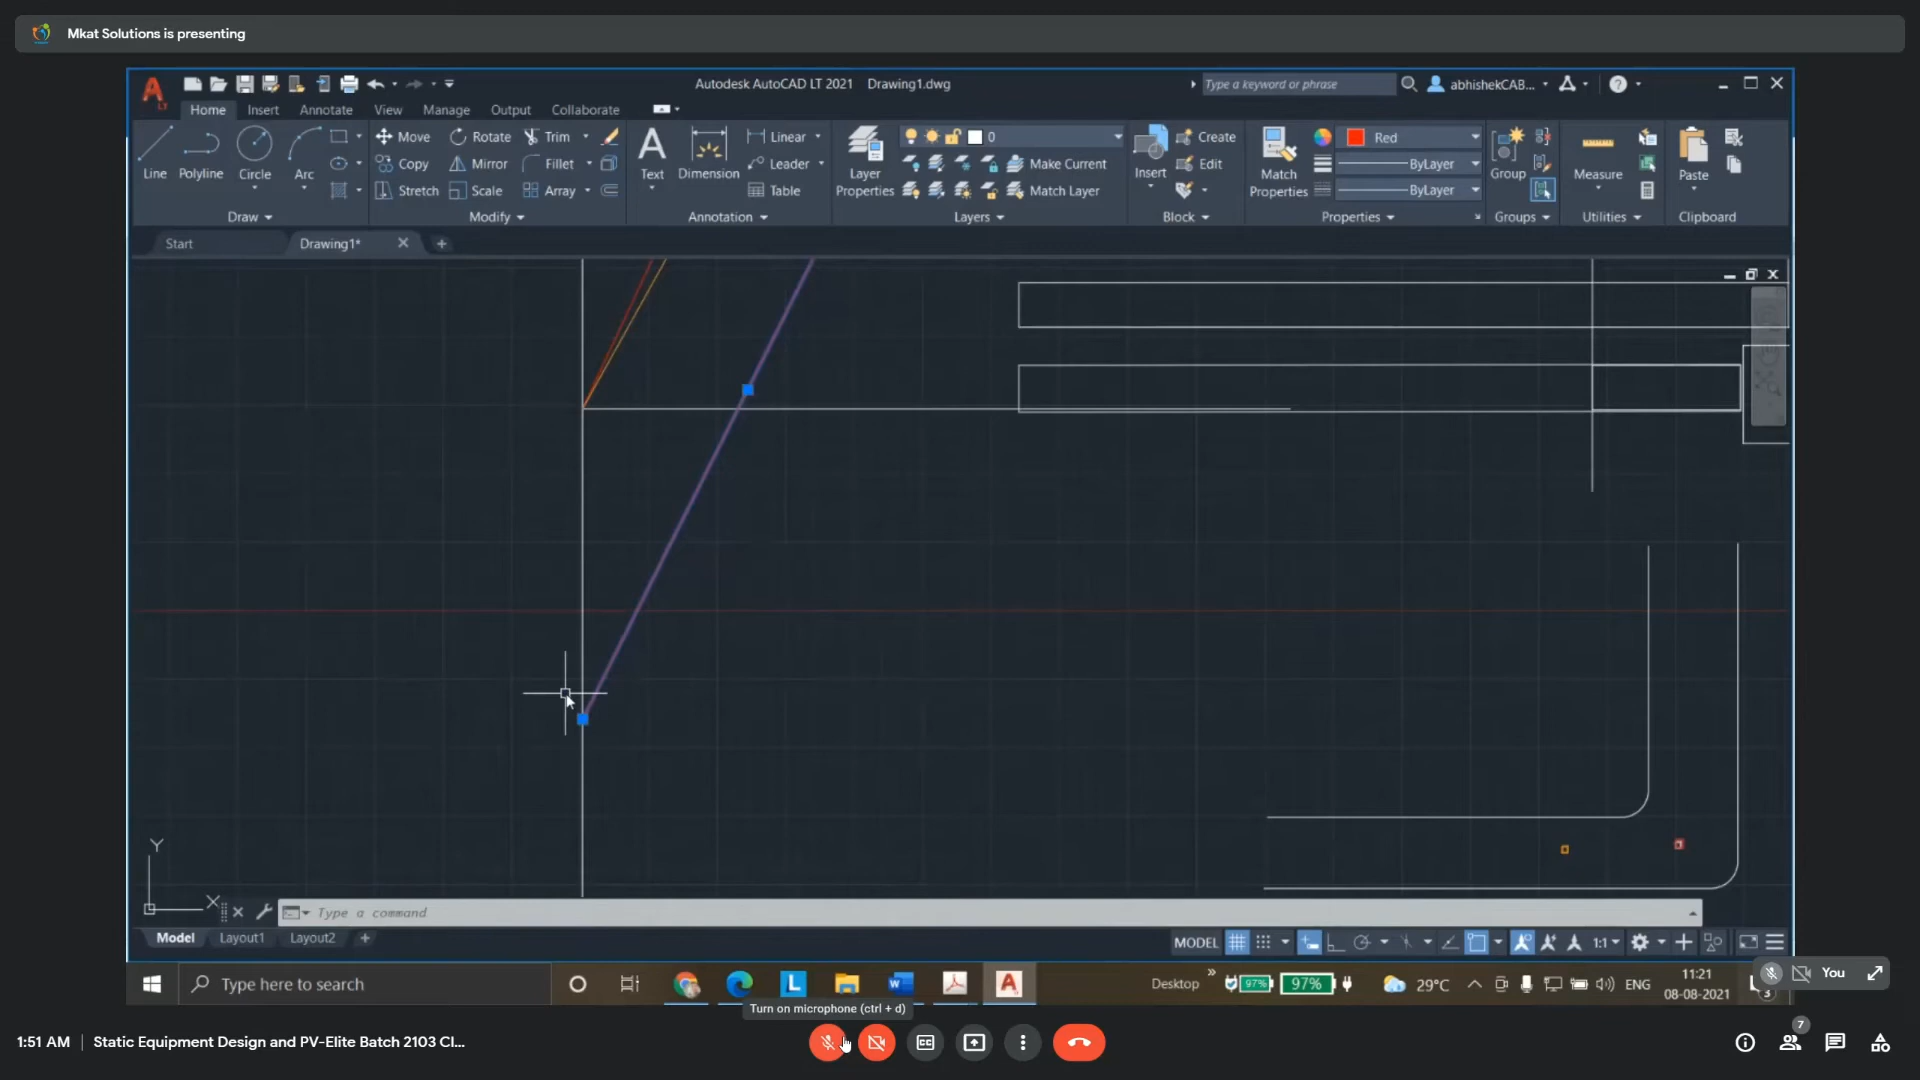 Mkat Solutions is presenting
Autodesk AutoCAD LT 2021 Drawing1.dwg
Type a keyword or phrase
abhishekCAB...
Home Insert Annotate View Manage Output Collaborate
Line Polyline Circle Arc
Move Rotate Trim
Copy Mirror Fillet
Stretch Scale Array
Text Dimension
Linear
Leader
Table
Layer Properties
0
Make Current
Match Layer
Insert
Create
Edit
Match Properties
Red
ByLayer
ByLayer
Group
Measure
Paste
Draw Modify Annotation Layers Block Properties Groups Utilities Clipboard
Start Drawing1*
Y
X
Type a command
Model Layout1 Layout2
MODEL 1:1
Type here to search
L
W
A
Desktop
97%
97%
29°C
ENG
11:21
08-08-2021
3
You
Turn on microphone (ctrl + d)
1:51 AM
Static Equipment Design and PV-Elite Batch 2103 Cl...
7